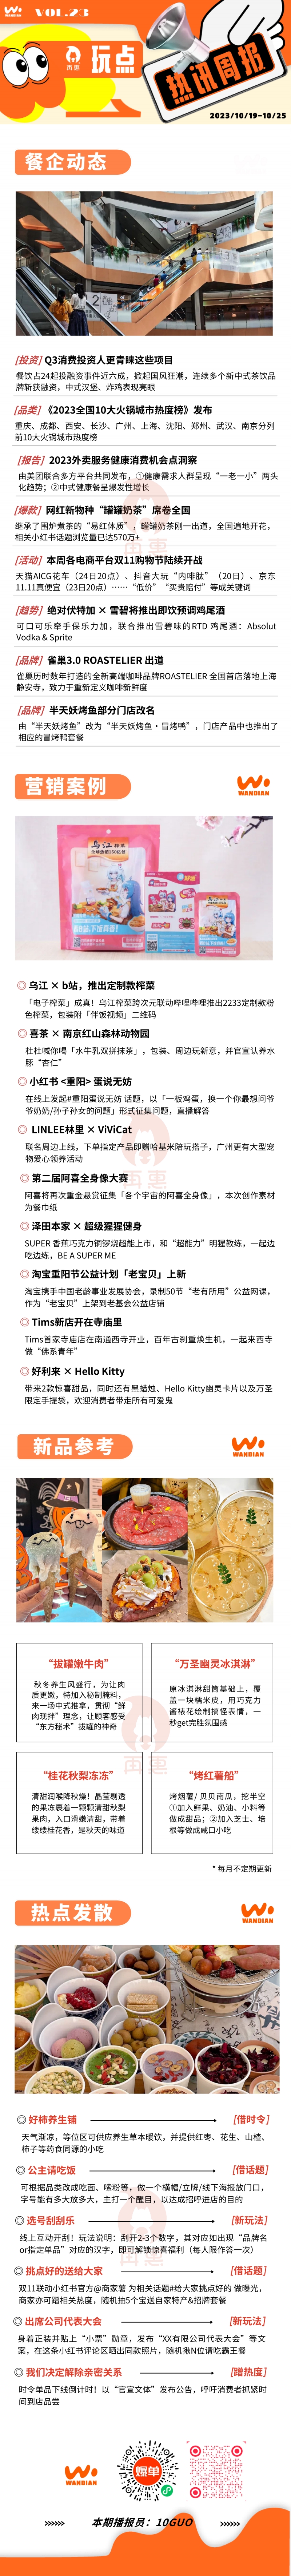 WANDIAN
VOL.23
再惠
玩点
热讯周报
2023/10/19-10/25
餐企动态
[投资] Q3消费投资人更青睐这些项目
餐饮占24起投融资事件近六成，掀起国风狂潮，连续多个新中式茶饮品
牌斩获融资，中式汉堡、炸鸡表现亮眼
[品类] 《2023全国10大火锅城市热度榜》发布
重庆、成都、西安、长沙、广州、上海、沈阳、郑州、武汉、南京分列
前10大火锅城市热度榜
[报告] 2023外卖服务健康消费机会点洞察
由美团联合多方平台共同发布，①健康需求人群呈现“一老一小”两头
化趋势；②中式健康餐呈爆发性增长
[爆款] 网红新物种“罐罐奶茶”席卷全国
继承了围炉煮茶的“易红体质”，罐罐奶茶刚一出道，全国遍地开花，
相关小红书话题浏览量已达570万+
[活动] 本周各电商平台双11购物节陆续开战
天猫AICG花车（24日20点）、抖音大玩“内啡肽”（20日）、京东
11.11真便宜（23日20点）……“低价” “买贵赔付”等成关键词
[趋势] 绝对伏特加 × 雪碧将推出即饮预调鸡尾酒
可口可乐牵手保乐力加，联合推出雪碧味的RTD 鸡尾酒：Absolut
Vodka & Sprite
[品牌] 雀巢3.0 ROASTELIER 出道
雀巢历时数年打造的全新高端咖啡品牌ROASTELIER 全国首店落地上海
静安寺，致力于重新定义咖啡新鲜度
[品牌] 半天妖烤鱼部分门店改名
由“半天妖烤鱼”改为“半天妖烤鱼·冒烤鸭”，门店产品中也推出了
相应的冒烤鸭套餐
营销案例
WANDIAN
乌江
◎ 乌江 × b站，推出定制款榨菜
「电子榨菜」成真！乌江榨菜跨次元联动哔哩哔哩推出2233定制款粉
色榨菜，包装附「伴饭视频」二维码
◎ 喜茶 × 南京红山森林动物园
杜杜城你喝「水牛乳双拼抹茶」，包装、周边玩新意，并官宣认养水
豚“杏仁”
◎ 小红书 <重阳> 蛋说无妨
在线上发起#重阳蛋说无妨 话题，以「一板鸡蛋，换一个你最想问爷
爷奶奶/孙子孙女的问题」形式征集问题，直播解答
◎ LINLEE林里 × ViViCat
联名周边上线，下单指定产品即赠哈基米陪玩搭子，广州更有大型宠
物爱心领养活动
◎ 第二届阿喜全身像大赛
阿喜将再次重金悬赏征集「各个宇宙的阿喜全身像」，本次创作素材
为餐巾纸
◎ 泽田本家 × 超级猩猩健身
SUPER 香蕉巧克力铜锣烧超能上市，和“超能力”明猩教练，一起边
吃边练，BE A SUPER ME
◎ 淘宝重阳节公益计划「老宝贝」上新
淘宝携手中国老龄事业发展协会，录制50节“老有所用”公益网课，
作为“老宝贝”上架到老基会公益店铺
◎ Tims新店开在寺庙里
Tims首家寺庙店在南通西寺开业，百年古刹重焕生机，一起来西寺
做“佛系青年”
◎ 好利来 × Hello Kitty
带来2款惊喜甜品，同时还有黑蜡烛、Hello Kitty幽灵卡片以及万圣
限定手提袋，欢迎消费者带走所有可爱鬼
新品参考
WANDIAN
“拔罐嫩牛肉”
秋冬养生风盛行，为让肉
质更嫩，特加入秘制腌料，
来一场中式推拿，贯彻“鲜
肉现拌”理念，让顾客感受
“东方秘术”拔罐的神奇
“万圣幽灵冰淇淋”
原冰淇淋甜筒基础上，覆
盖一块糯米皮，用巧克力
酱裱花绘制搞怪表情，一
秒get完胜氛围感
“桂花秋梨冻冻”
清甜润喉降秋燥！晶莹剔透
的果冻裹着一颗颗清甜秋梨
果肉，入口滑嫩清甜，带着
缕缕桂花香，是秋天的味道
“烤红薯船”
烤烟薯/ 贝贝南瓜，挖半空
①加入鲜果、奶油、小料等
做成甜品；②加入芝士、培
根等做成咸口小吃
* 每月不定期更新
热点发散
WANDIAN
◎ 好柿养生铺 [借时令]
天气渐凉，等位区可供应养生草本暖饮，并提供红枣、花生、山楂、
柿子等药食同源的小吃
◎ 公主请吃饭 [借话题]
可根据品类改成吃面、嗦粉等，做一个横幅/立牌/线下海报放门口，
字号能有多大放多大，主打一个醒目，以达成招呼进店的目的
◎ 选号刮刮乐 [新玩法]
线上互动开刮！玩法说明：刮开2-3个数字，其对应如出现“品牌名
or指定单品”对应的汉字，即可解锁惊喜福利（每人限作答一次）
◎ 挑点好的送给大家 [借话题]
双11联动小红书官方@商家薯 为相关话题#给大家挑点好的 做曝光，
商家亦可蹭相关热度，随机抽5个宝送自家特产&招牌套餐
◎ 出席公司代表大会 [新玩法]
身着正装并贴上“小票”勋章，发布“XX有限公司代表大会”等文
案，在这条小红书评论区晒出同款照片，随机揪N位请吃霸王餐
◎ 我们决定解除亲密关系 [蹭热度]
时令单品下线倒计时！以“官宣文体”发布公告，呼吁消费者抓紧时
间到店品尝
WANDIAN
爆单
本期播报员：10GUO